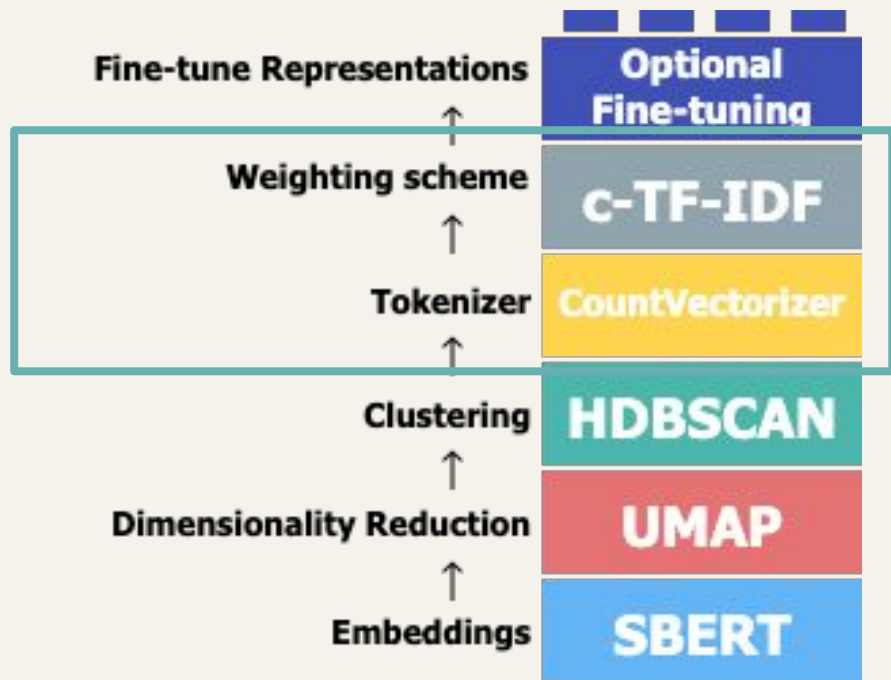 Fine-tune Representations
Optional
Fine-tuning
↑
Weighting scheme
c-TF-IDF
↑
Tokenizer
CountVectorizer
↑
Clustering
HDBSCAN
↑
Dimensionality Reduction
UMAP
↑
Embeddings
SBERT